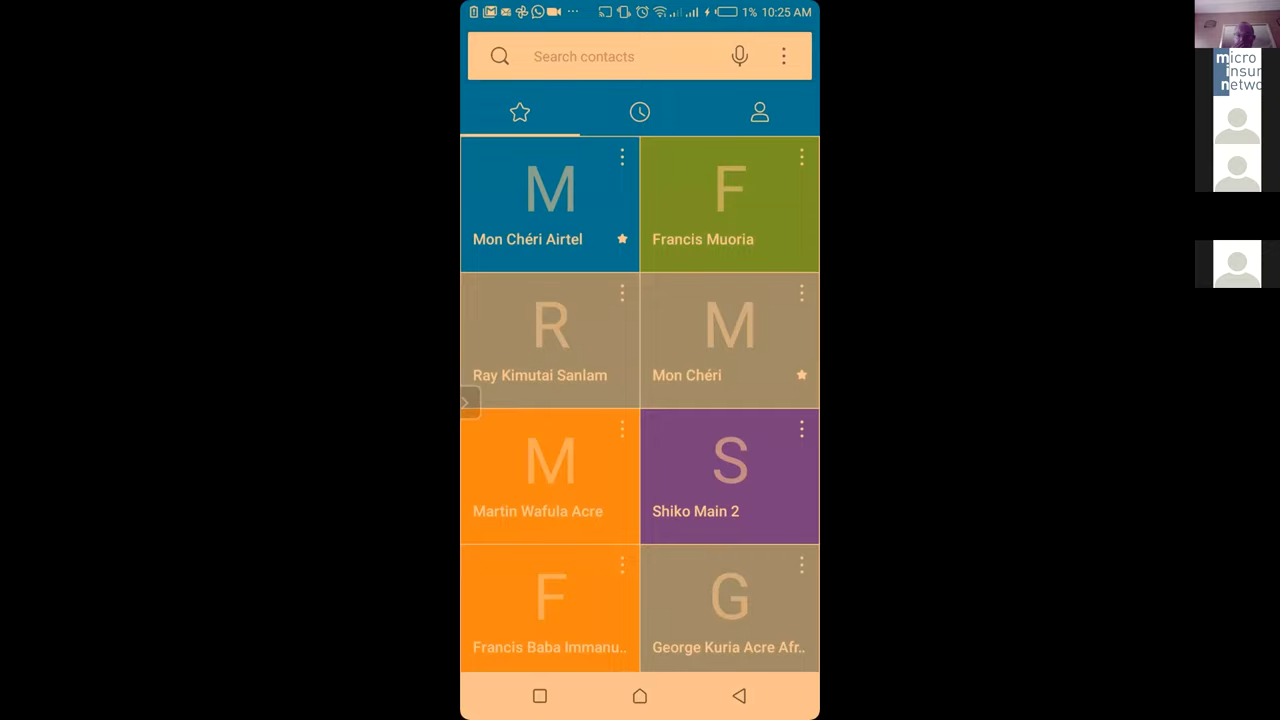 1% 10:25 AM
Search contacts
M
Mon Chéri Airtel
F
Francis Muoria
R
Ray Kimutai Sanlam
M
Mon Chéri
M
Martin Wafula Acre
S
Shiko Main 2
F
Francis Baba Immanu..
G
George Kuria Acre Afr..
micro
insur
netwo